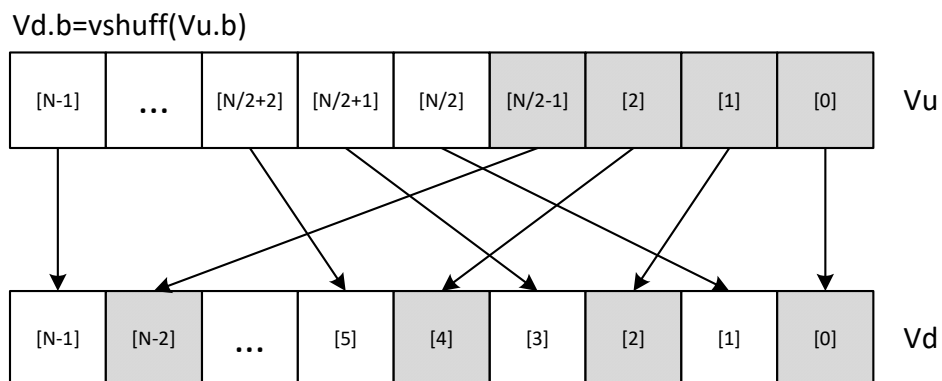 Vd.b=vshuff(Vu.b)
[N-1] ... [N/2+2] [N/2+1] [N/2] [N/2-1] [2] [1] [0] Vu
[N-1] [N-2] ... [5] [4] [3] [2] [1] [0] Vd